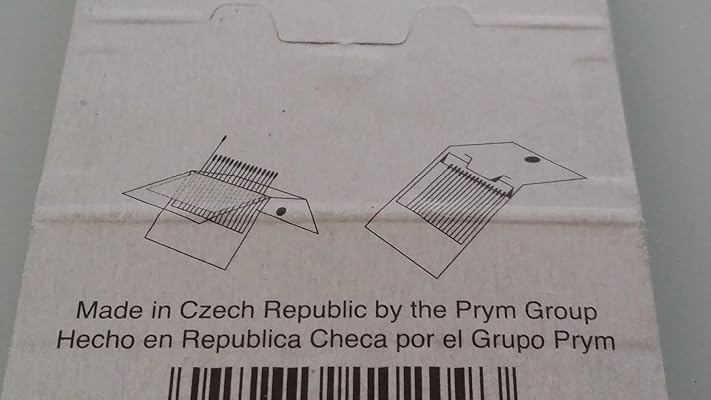 Made in Czech Republic by the Prym Group
Hecho en Republica Checa por el Grupo Prym